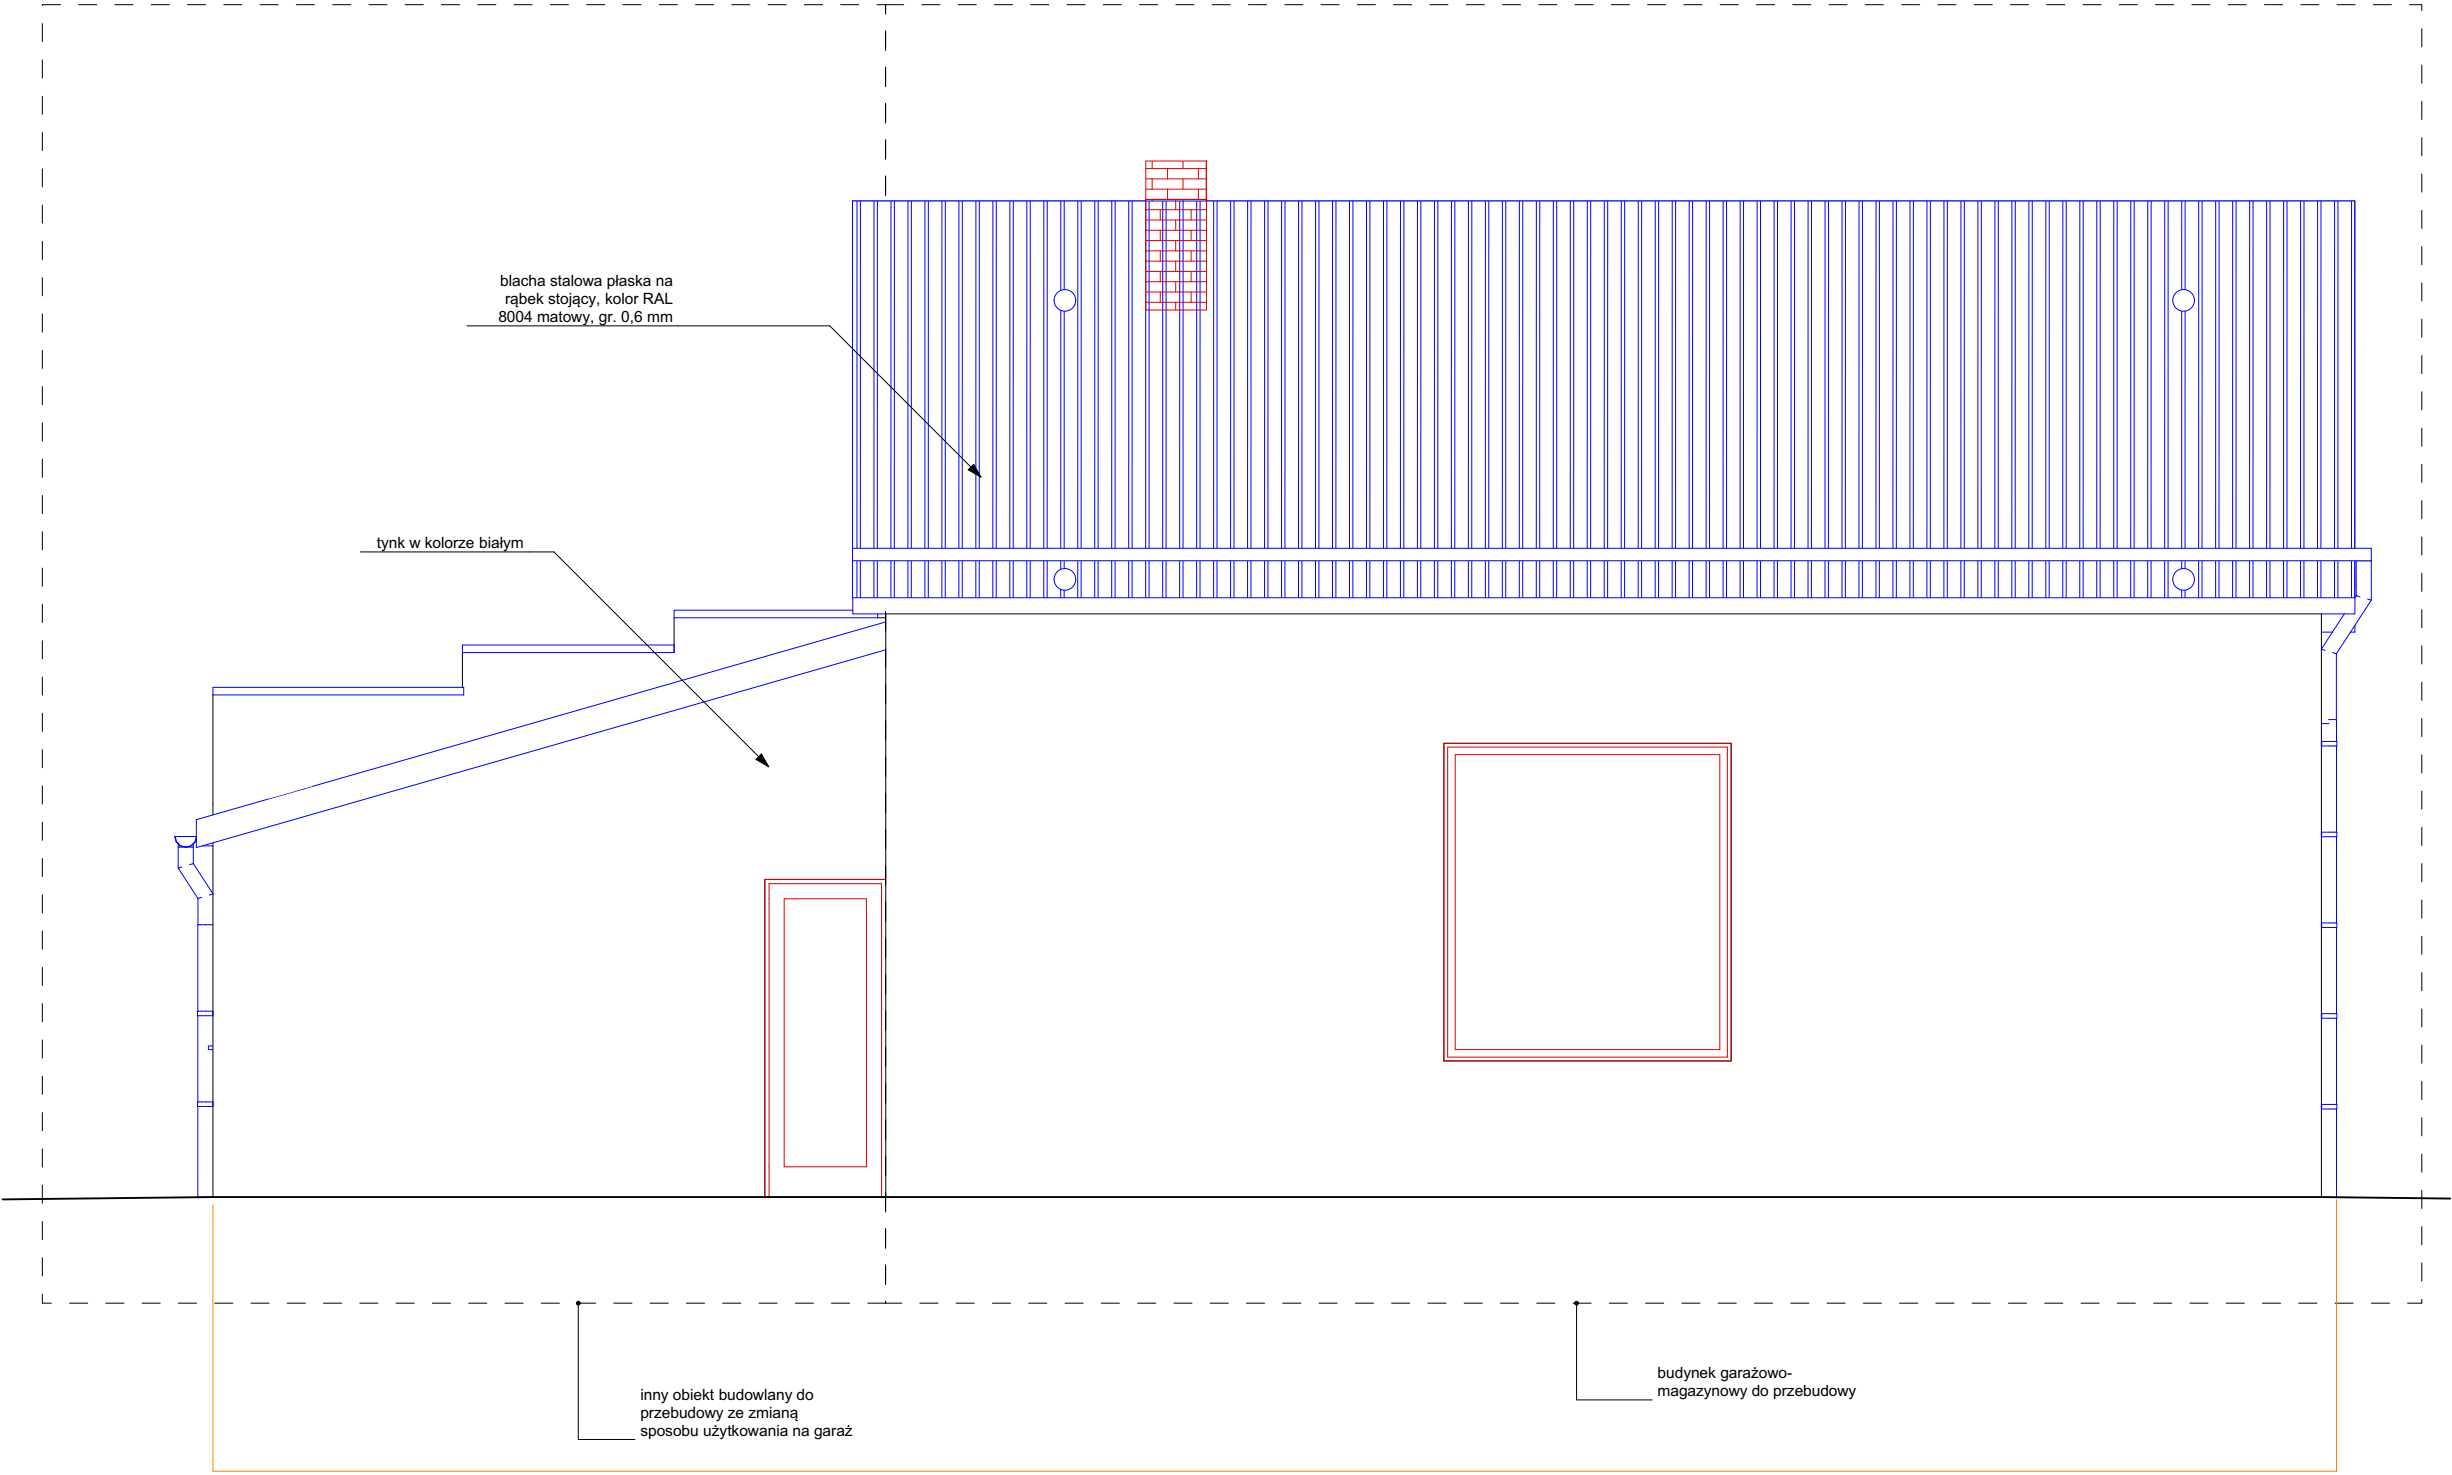 blacha stalowa płaska na
rąbek stojący, kolor RAL
8004 matowy, gr. 0,6 mm
tynk w kolorze białym
inny obiekt budowlany do
przebudowy ze zmianą
sposobu użytkowania na garaż
budynek garażowo-
magazynowy do przebudowy